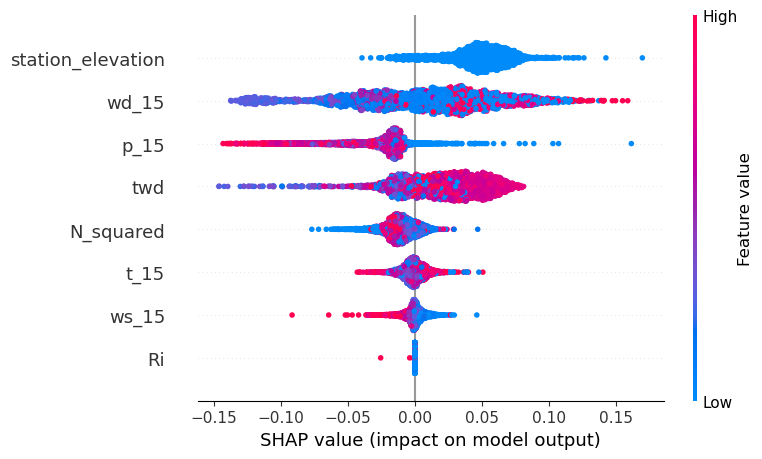 High
station_elevation
wd_15
p_15
twd
N_squared
t_15
ws_15
Ri
Feature value
Low
−0.15 −0.10 −0.05 0.00 0.05 0.10 0.15
SHAP value (impact on model output)